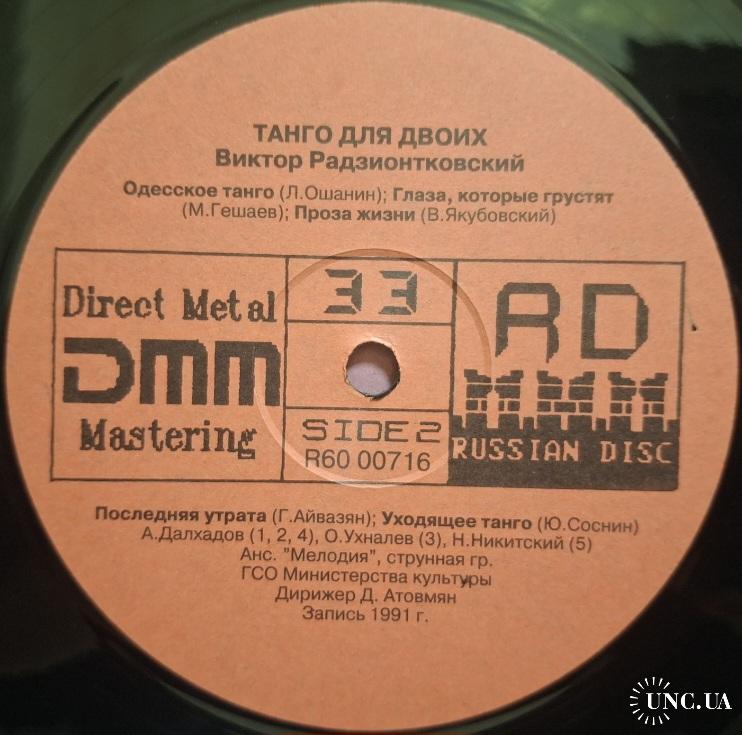 ТАНГО ДЛЯ ДВОИХ
Виктор Радзионтковский
Одесское танго (Л.Ошанин); Глаза, которые грустят
(М.Гешаев); Проза жизни (В.Якубовский)
Direct Metal
DMM
Mastering
33
SIDE 2
R60 00716
RD
RUSSIAN DISC
Последняя утрата (Г.Айвазян); Уходящее танго (Ю.Соснин)
А.Далхадов (1, 2, 4), О.Ухналев (3), Н.Никитский (5)
Анс. "Мелодия", струнная гр.
ГСО Министерства культуры
Дирижер Д. Атовмян
Запись 1991 г.
UNC.UA